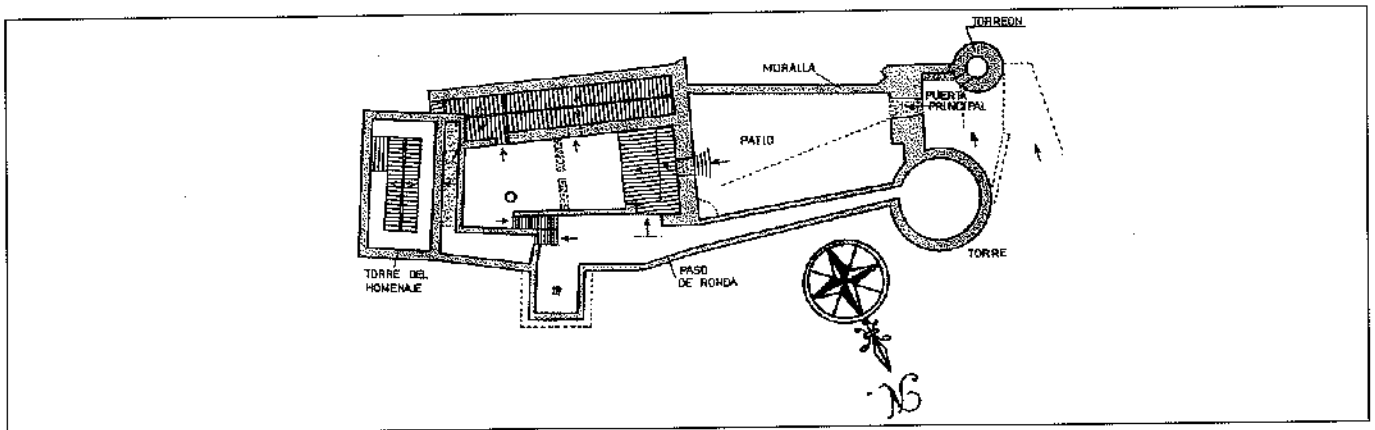 TORREON
MURALLA
PUERTA
PRINCIPAL
PATIO
TORRE
TORRE DEL
HOMENAJE
PASO
DE RONDA
N